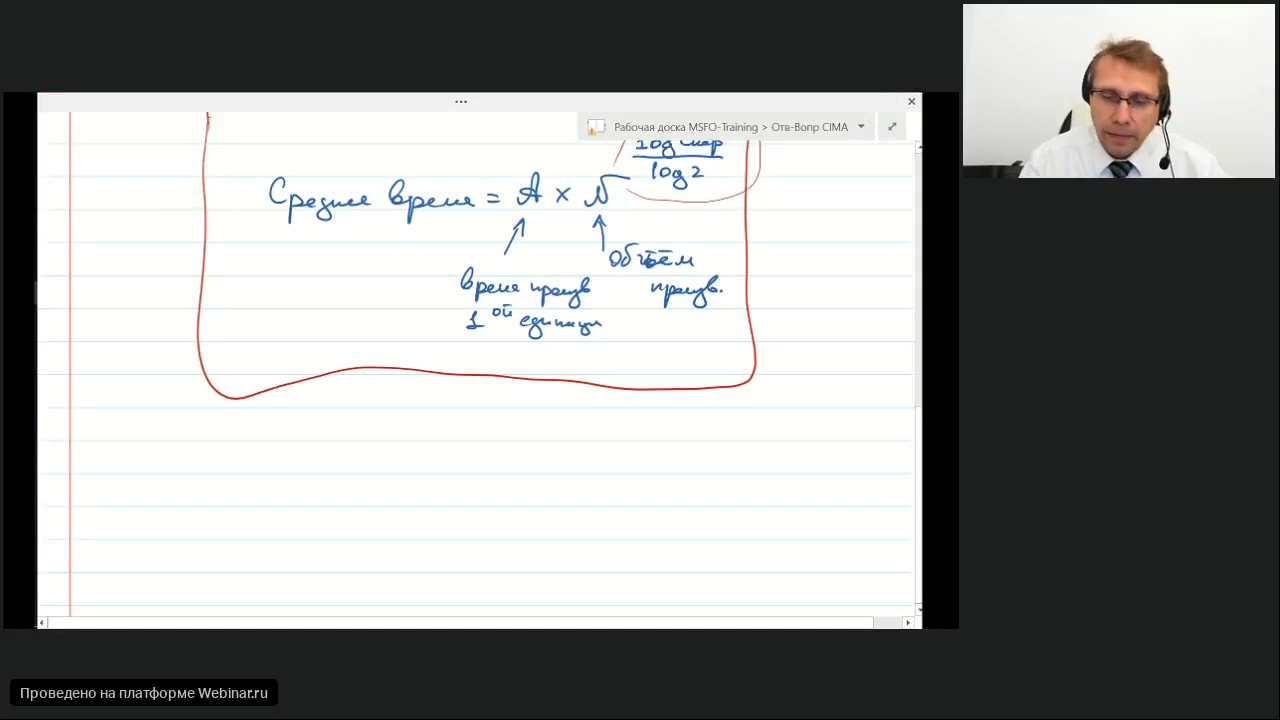 ...
Рабочая доска MSFO-Training > Отв-Вопр CIMA
log 2
Среднее время = A × N
Объём
произв.
время произв
1 ой единицы
Проведено на платформе Webinar.ru